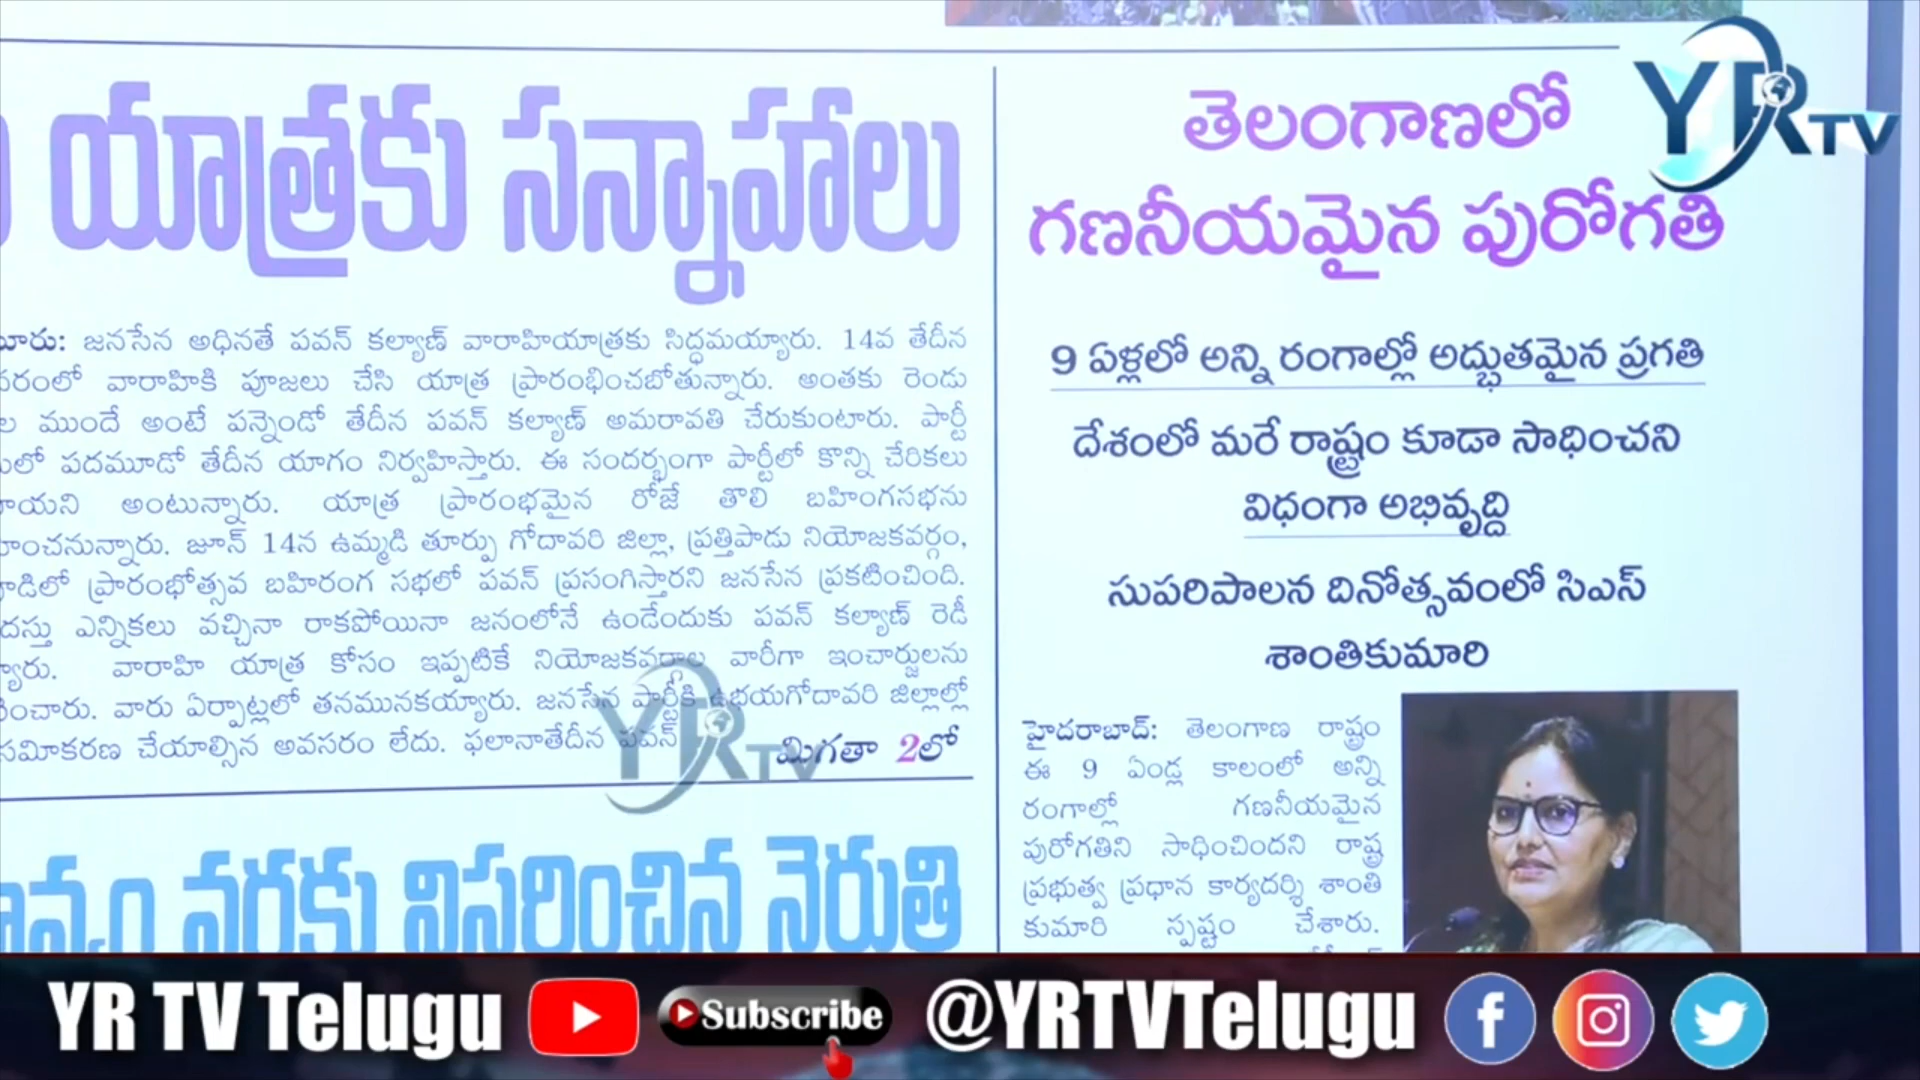 యాత్రకు సన్నాహాలు
జనసేన అధినతే పవన్ కల్యాణ్ వారాహియాత్రకు సిద్ధమయ్యారు. 14వ తేదీన
వారాహికి పూజలు చేసి యాత్ర ప్రారంభించబోతున్నారు. అంతకు రెండు
ముందే అంటే పన్నెండో తేదీన పవన్ కల్యాణ్ అమరావతి చేరుకుంటారు. పార్టీ
పదమూడో తేదీన యాగం నిర్వహిస్తారు. ఈ సందర్భంగా పార్టీలో కొన్ని చేరికలు
అంటున్నారు. యాత్ర ప్రారంభమైన రోజే తొలి బహింగసభను
జూన్ 14న ఉమ్మడి తూర్పు గోదావరి జిల్లా, ప్రత్తిపాడు నియోజకవర్గం,
ప్రారంభోత్సవ బహిరంగ సభలో పవన్ ప్రసంగిస్తారని జనసేన ప్రకటించింది.
ఎన్నికలు వచ్చినా రాకపోయినా జనంలోనే ఉండేందుకు పవన్ కల్యాణ్ రెడీ
వారాహి యాత్ర కోసం ఇప్పటికే నియోజకవర్గాల వారీగా ఇంచార్జులను
వారు ఏర్పాట్లలో తనమునకయ్యారు. జనసేన పార్టీకి ఉభయగోదావరి జిల్లాల్లో
సమీకరణ చేయాల్సిన అవసరం లేదు. ఫలానాతేదీన పవన్ మిగతా 2లో
వరకు విస్తరించిన నైరుతి
తెలంగాణలో
గణనీయమైన పురోగతి
9 ఏళ్లలో అన్ని రంగాల్లో అద్భుతమైన ప్రగతి
దేశంలో మరే రాష్ట్రం కూడా సాధించని
విధంగా అభివృద్ది
సుపరిపాలన దినోత్సవంలో సిఎస్
శాంతికుమారి
హైదరాబాద్: తెలంగాణ రాష్ట్రం
ఈ 9 ఏండ్ల కాలంలో అన్ని
రంగాల్లో గణనీయమైన
పురోగతిని సాధించిందని రాష్ట్ర
ప్రభుత్వ ప్రధాన కార్యదర్శి శాంతి
కుమారి స్పష్టం చేశారు.
YR TV
YR TV
YR TV Telugu
Subscribe
@YRTVTelugu